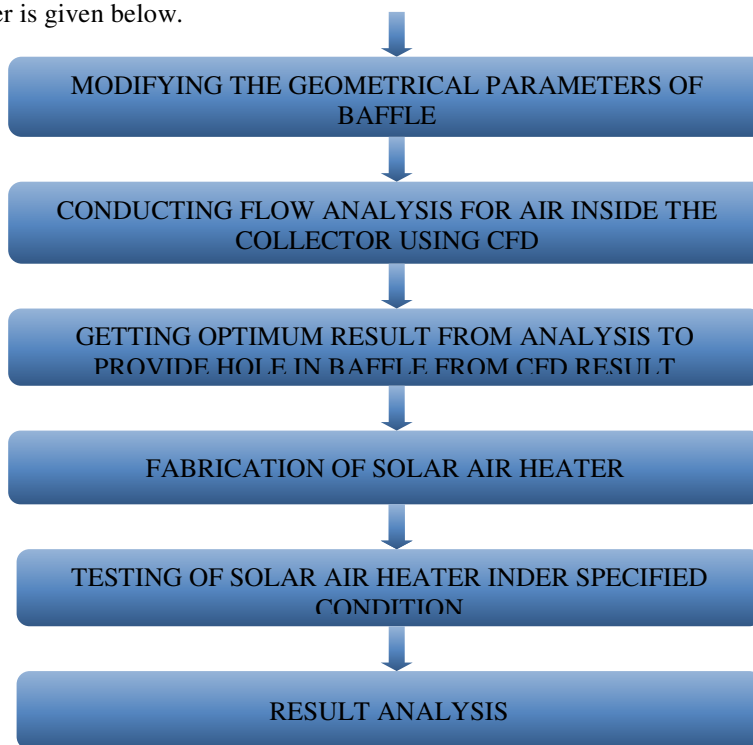 er is given below.
MODIFYING THE GEOMETRICAL PARAMETERS OF
BAFFLE
CONDUCTING FLOW ANALYSIS FOR AIR INSIDE THE
COLLECTOR USING CFD
GETTING OPTIMUM RESULT FROM ANALYSIS TO
PROVIDE HOLE IN BAFFLE FROM CFD RESULT
FABRICATION OF SOLAR AIR HEATER
TESTING OF SOLAR AIR HEATER INDER SPECIFIED
CONDITION
RESULT ANALYSIS